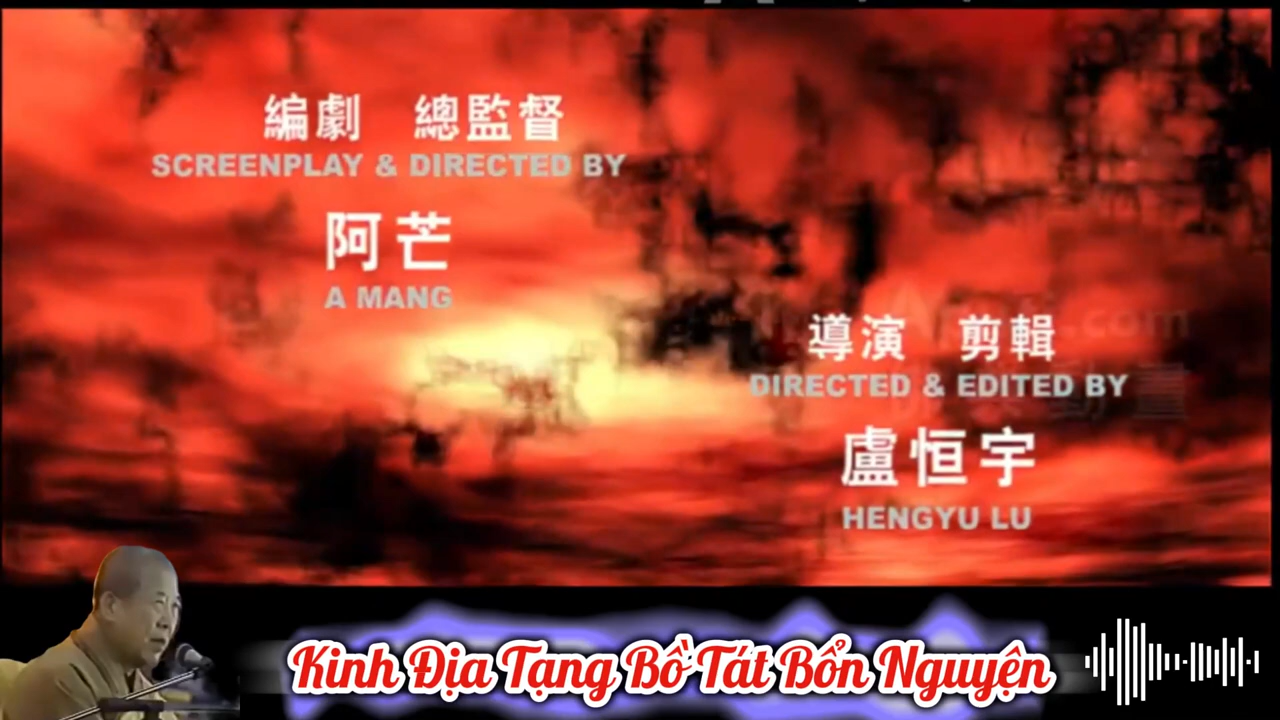 編劇 總監督
SCREENPLAY & DIRECTED BY
阿芒
A MANG
導演 剪輯
DIRECTED & EDITED BY
盧恒宇
HENGYU LU
Kinh Địa Tạng Bồ Tát Bổn Nguyện